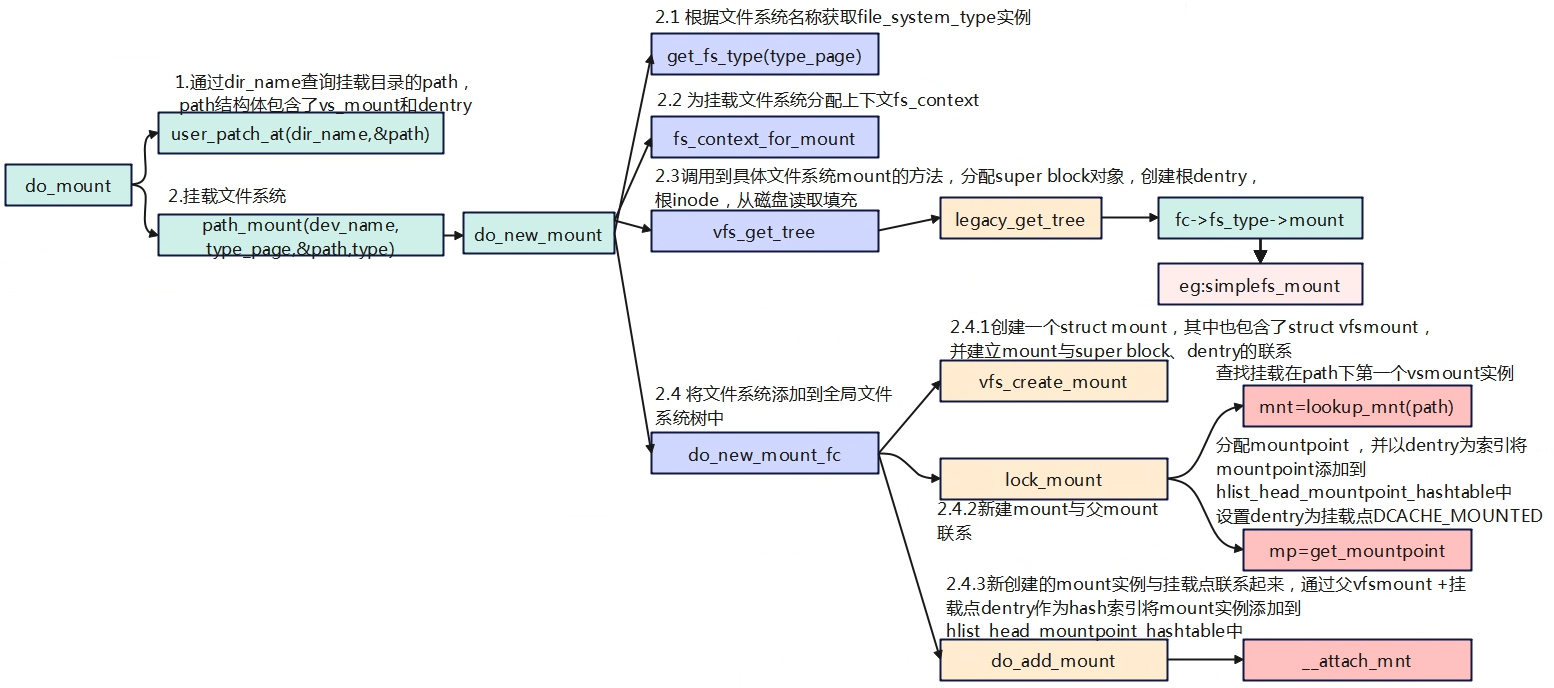 do_mount
1.通过dir_name查询挂载目录的path，
path结构体包含了vs_mount和dentry
user_patch_at(dir_name,&path)
2.挂载文件系统
path_mount(dev_name,
type_page,&path,type)
do_new_mount
2.1 根据文件系统名称获取file_system_type实例
get_fs_type(type_page)
2.2 为挂载文件系统分配上下文fs_context
fs_context_for_mount
2.3调用到具体文件系统mount的方法，分配super block对象，创建根dentry，
根inode，从磁盘读取填充
vfs_get_tree
legacy_get_tree
fc->fs_type->mount
eg:simplefs_mount
2.4 将文件系统添加到全局文件
系统树中
do_new_mount_fc
2.4.1创建一个struct mount，其中也包含了struct vfsmount，
并建立mount与super block、dentry的联系
vfs_create_mount
lock_mount
2.4.2新建mount与父mount
联系
查找挂载在path下第一个vsmount实例
mnt=lookup_mnt(path)
分配mountpoint ，并以dentry为索引将
mountpoint添加到
hlist_head_mountpoint_hashtable中
设置dentry为挂载点DCACHE_MOUNTED
mp=get_mountpoint
2.4.3新创建的mount实例与挂载点联系起来，通过父vfsmount +挂
载点dentry作为hash索引将mount实例添加到
hlist_head_mountpoint_hashtable中
do_add_mount
__attach_mnt